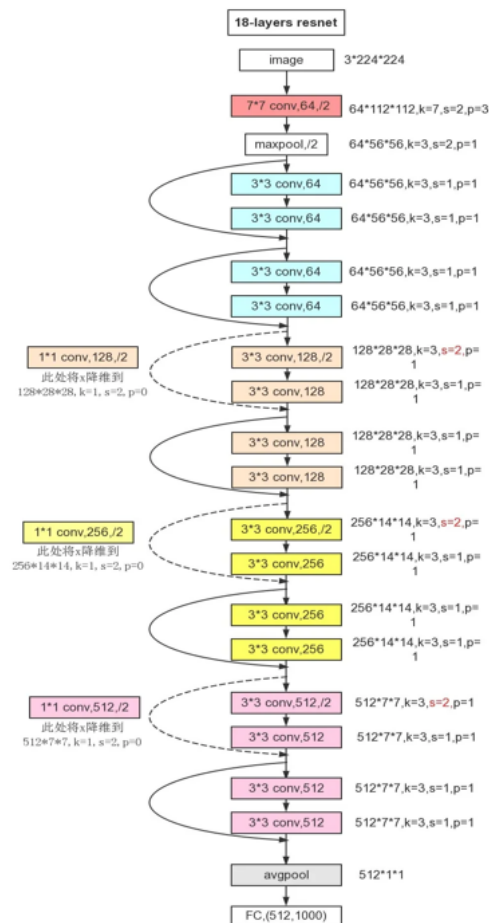 18-layers resnet
image
3*224*224
7*7 conv,64,/2
64*112*112,k=7,s=2,p=3
maxpool,/2
64*56*56,k=3,s=2,p=1
3*3 conv,64
64*56*56,k=3,s=1,p=1
3*3 conv,64
64*56*56,k=3,s=1,p=1
3*3 conv,64
64*56*56,k=3,s=1,p=1
3*3 conv,64
64*56*56,k=3,s=1,p=1
1*1 conv,128,/2
此处将x降维到
128*28*28, k=1, s=2, p=0
3*3 conv,128,/2
128*28*28,k=3,s=2,p=
1
3*3 conv,128
128*28*28,k=3,s=1,p=
1
3*3 conv,128
128*28*28,k=3,s=1,p=
1
3*3 conv,128
128*28*28,k=3,s=1,p=
1
1*1 conv,256,/2
此处将x降维到
256*14*14, k=1, s=2, p=0
3*3 conv,256,/2
256*14*14,k=3,s=2,p=
1
3*3 conv,256
256*14*14,k=3,s=1,p=
1
3*3 conv,256
256*14*14,k=3,s=1,p=
1
3*3 conv,256
256*14*14,k=3,s=1,p=
1
1*1 conv,512,/2
此处将x降维到
512*7*7, k=1, s=2, p=0
3*3 conv,512,/2
512*7*7,k=3,s=2,p=1
3*3 conv,512
512*7*7,k=3,s=1,p=1
3*3 conv,512
512*7*7,k=3,s=1,p=1
3*3 conv,512
512*7*7,k=3,s=1,p=1
avgpool
512*1*1
FC,(512,1000)